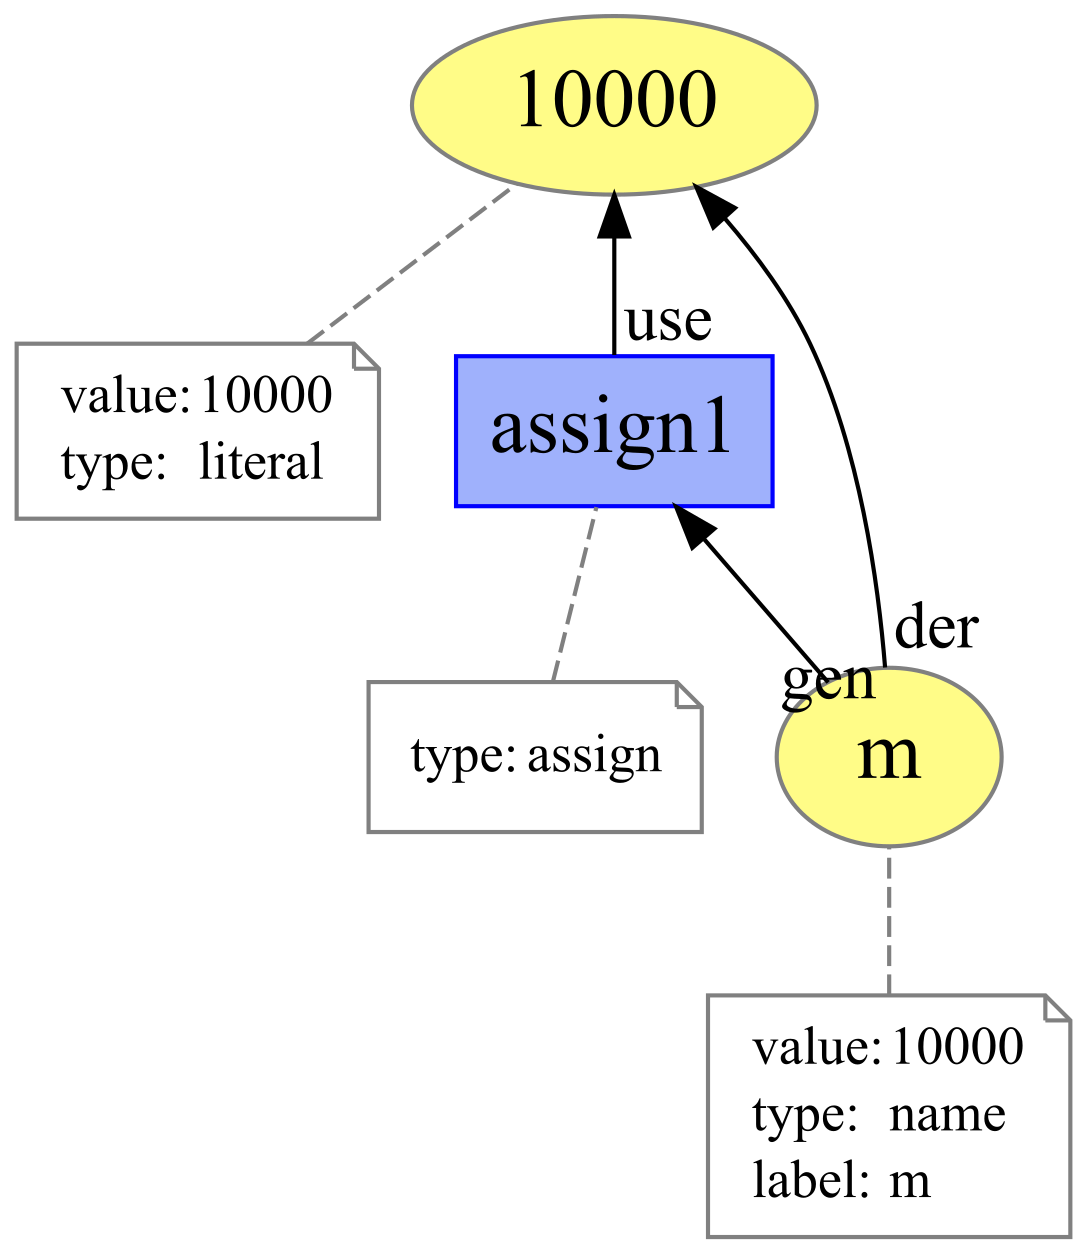 10000
use
value: 10000
type: literal
assign1
der
gen
m
type: assign
value: 10000
type: name
label: m